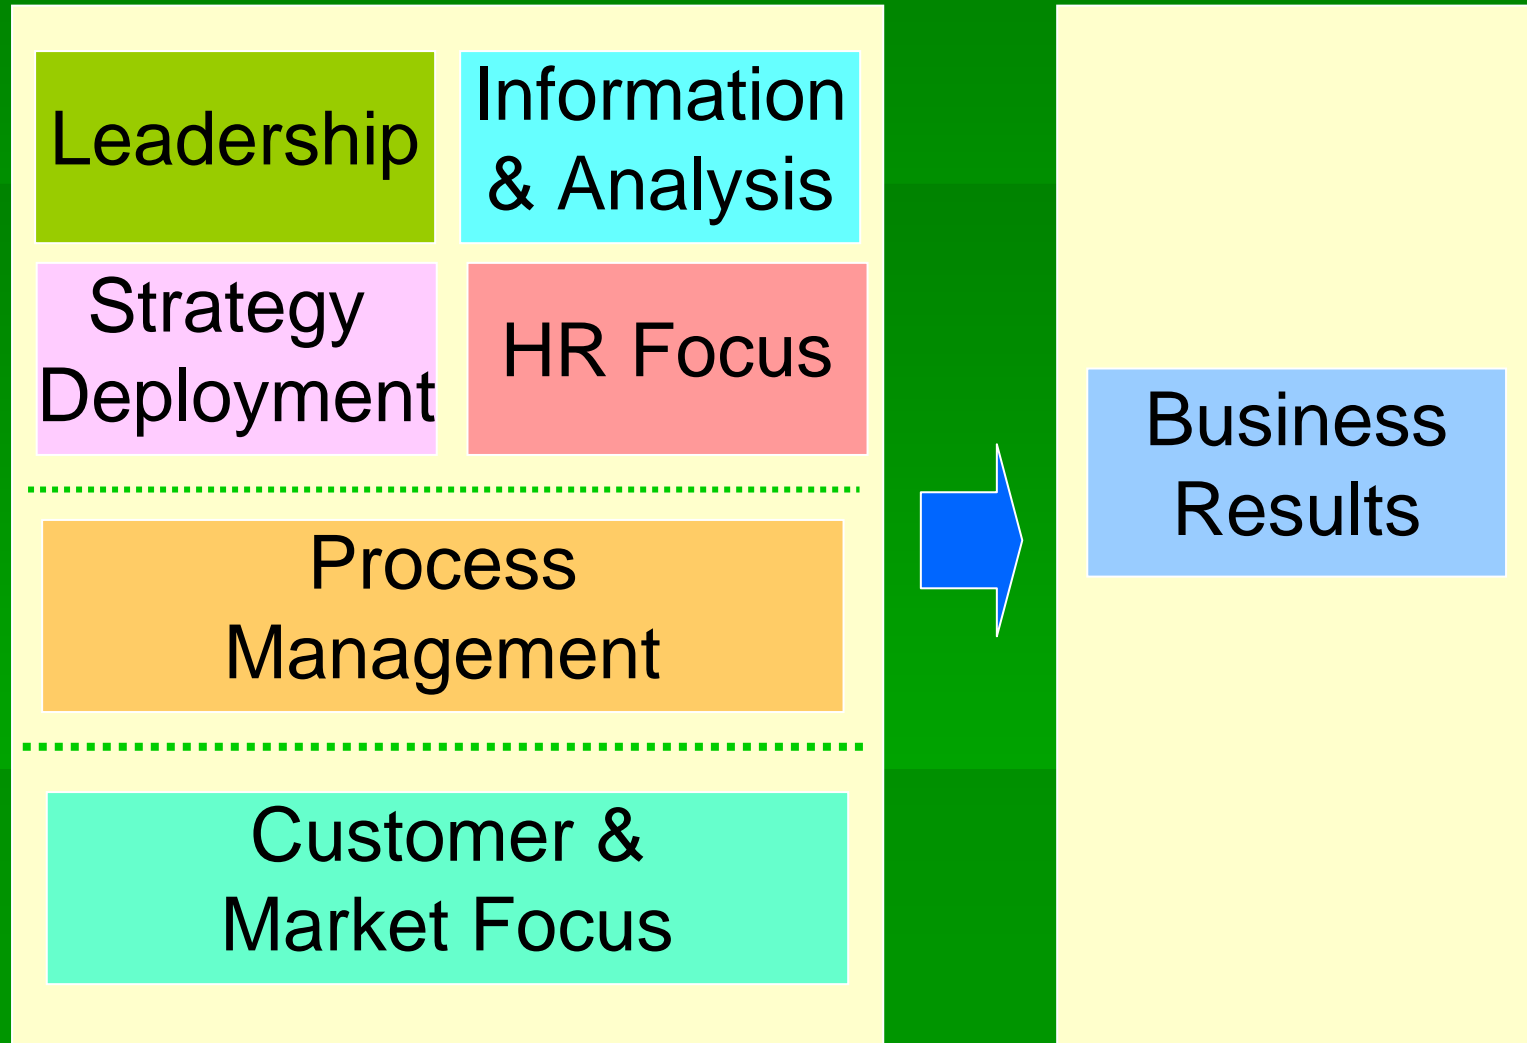 Leadership
Information
& Analysis
Strategy
Deployment
HR Focus
Process
Management
Customer &
Market Focus
Business
Results